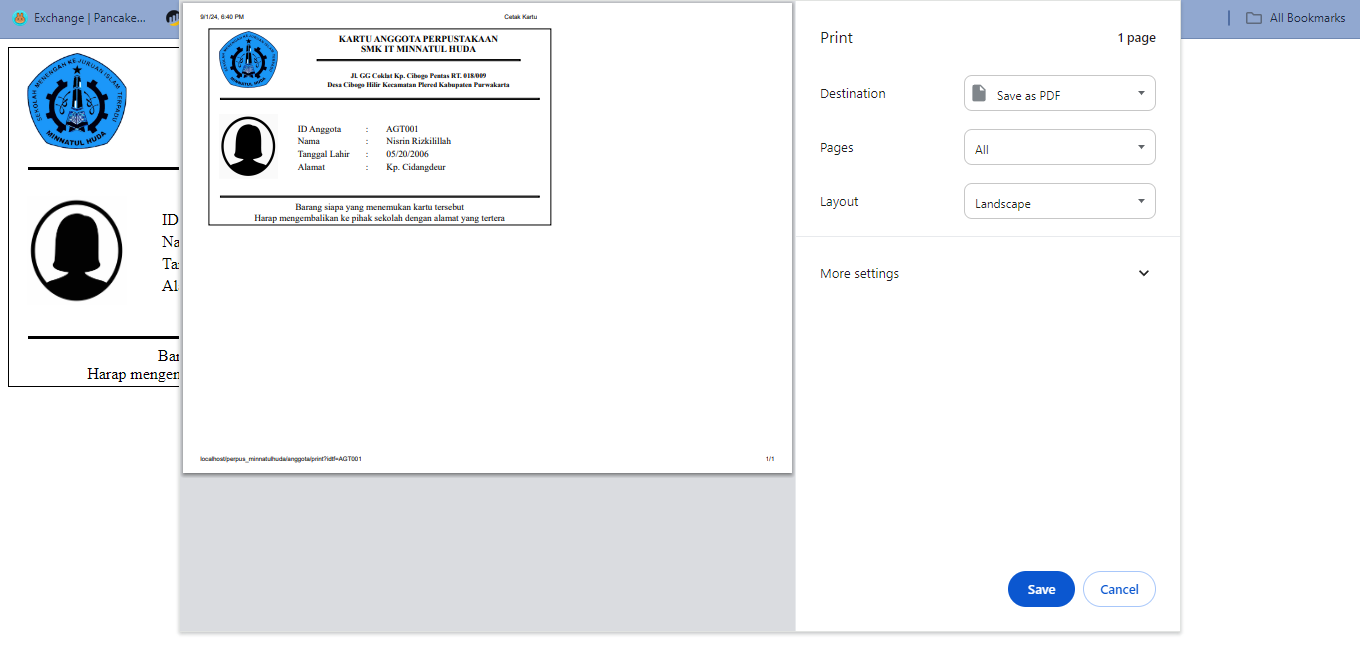 Exchange | Pancake...
All Bookmarks
SEKOLAH MENENGAH KEJURUAN ISLAM TERPADU
MINNATUL HUDA
ID
Na
Ta
Al
Bar
Harap mengen
9/1/24, 6:40 PM
Cetak Kartu
KARTU ANGGOTA PERPUSTAKAAN
SMK IT MINNATUL HUDA
JL GG Coklat Kp. Cibogo Pentas RT. 018/009
Desa Cibogo Hilir Kecamatan Plered Kabupaten Purwakarta
ID Anggota : AGT001
Nama : Nisrin Rizkilillah
Tanggal Lahir : 05/20/2006
Alamat : Kp. Cidangdeur
Barang siapa yang menemukan kartu tersebut
Harap mengembalikan ke pihak sekolah dengan alamat yang tertera
localhost/perpus_minnatulhuda/anggota/print?idtf=AGT001
1/1
Print
1 page
Destination
Save as PDF
Pages
All
Layout
Landscape
More settings
Save
Cancel